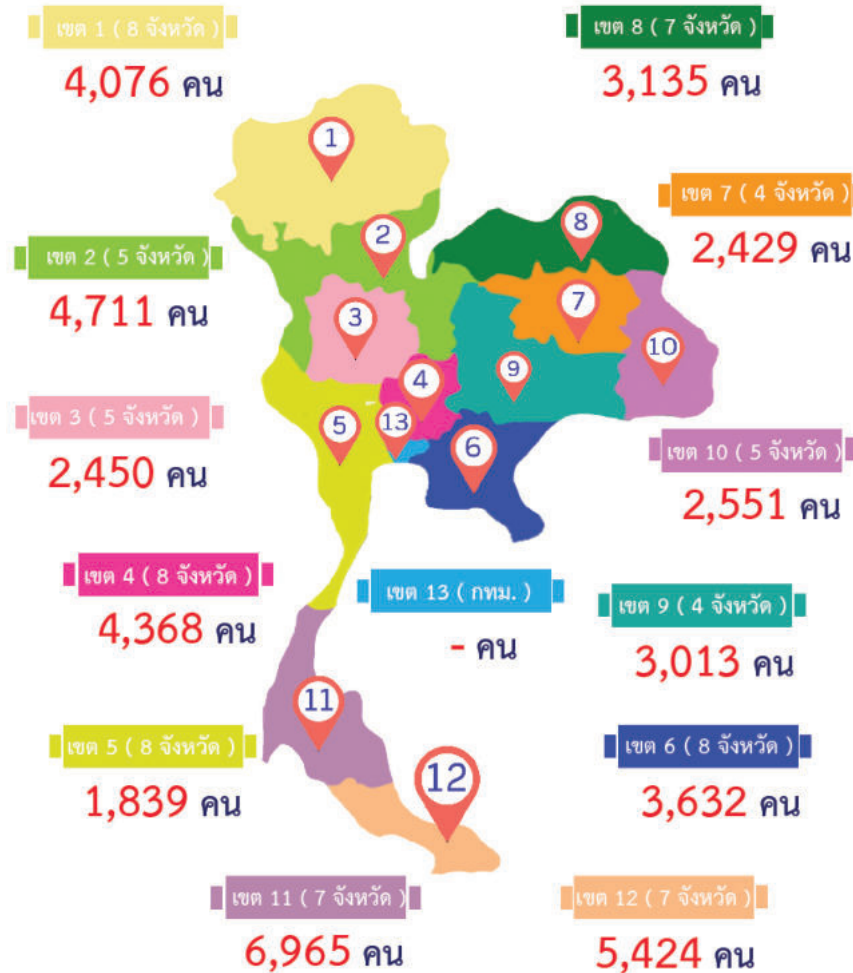 เขต 1 ( 8 จังหวัด )
4,076 คน
เขต 8 ( 7 จังหวัด )
3,135 คน
1
เขต 7 ( 4 จังหวัด )
2,429 คน
8
2
เขต 2 ( 5 จังหวัด )
4,711 คน
7
3
10
9
4
เขต 3 ( 5 จังหวัด )
2,450 คน
5
13
6
เขต 10 ( 5 จังหวัด )
2,551 คน
เขต 4 ( 8 จังหวัด )
4,368 คน
เขต 13 ( กทม. )
- คน
เขต 9 ( 4 จังหวัด )
3,013 คน
11
เขต 5 ( 8 จังหวัด )
1,839 คน
12
เขต 6 ( 8 จังหวัด )
3,632 คน
เขต 11 ( 7 จังหวัด )
6,965 คน
เขต 12 ( 7 จังหวัด )
5,424 คน